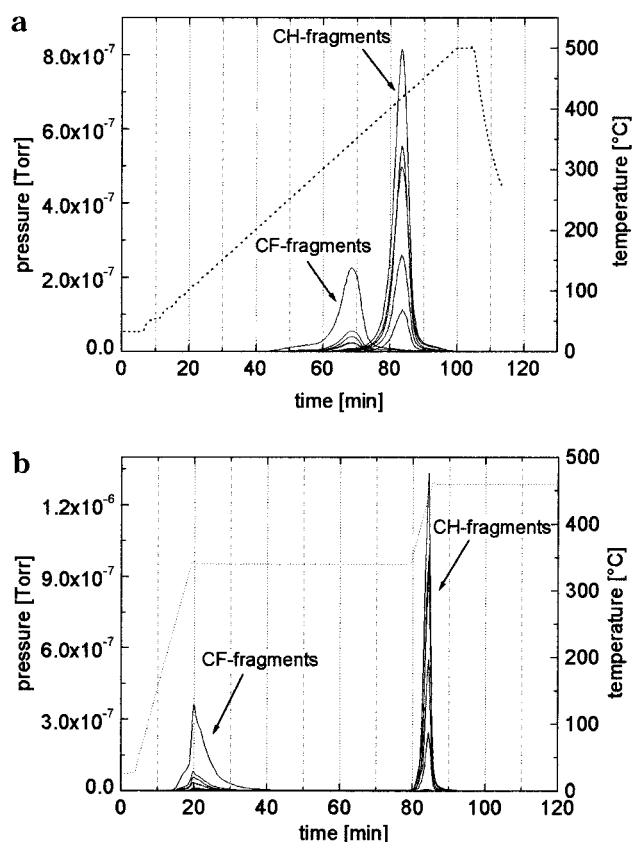 a
8.0x10-7
6.0x10-7
4.0x10-7
2.0x10-7
0.0
pressure [Torr]
CH-fragments
CF-fragments
500
400
300
200
100
0
temperature [°C]
0 20 40 60 80 100 120
time [min]
b
1.2x10-6
9.0x10-7
6.0x10-7
3.0x10-7
0.0
pressure [Torr]
CH-fragments
CF-fragments
500
400
300
200
100
0
temperature [°C]
0 20 40 60 80 100 120
time [min]